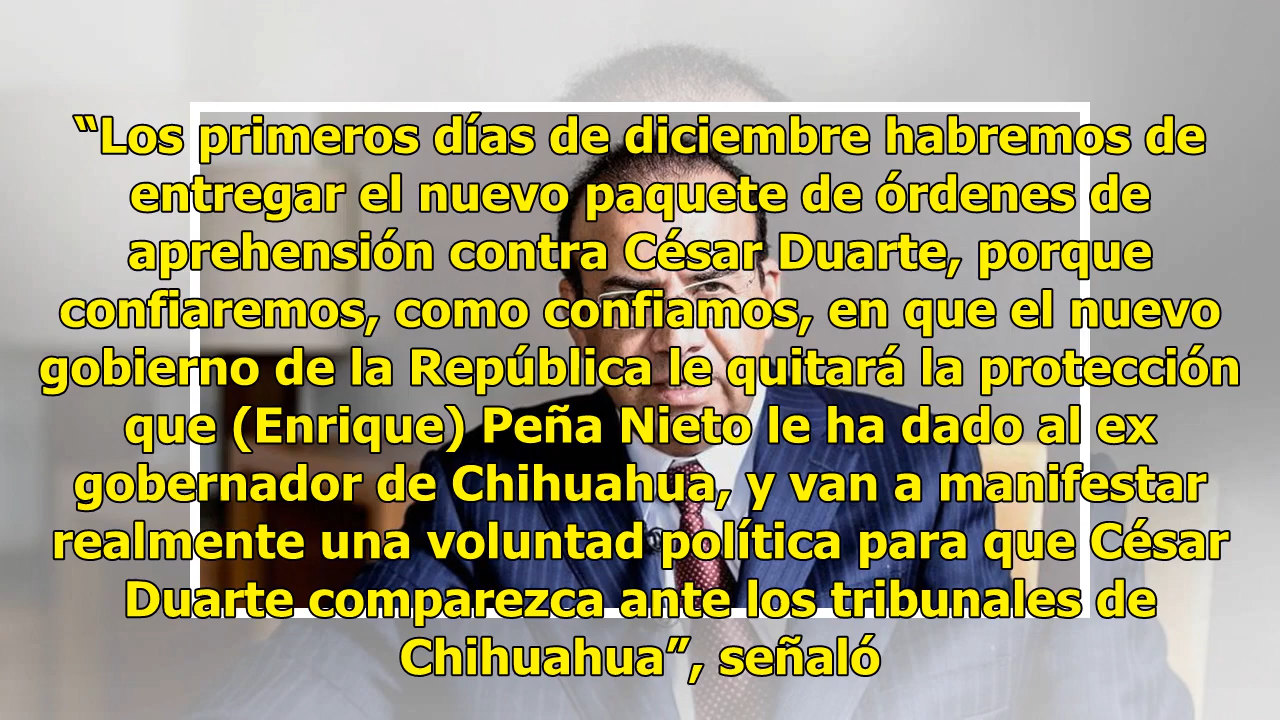 “Los primeros días de diciembre habremos de
entregar el nuevo paquete de órdenes de
aprehensión contra César Duarte, porque
confiaremos, como confiamos, en que el nuevo
gobierno de la República le quitará la protección
que (Enrique) Peña Nieto le ha dado al ex
gobernador de Chihuahua, y van a manifestar
realmente una voluntad política para que César
Duarte comparezca ante los tribunales de
Chihuahua”, señaló